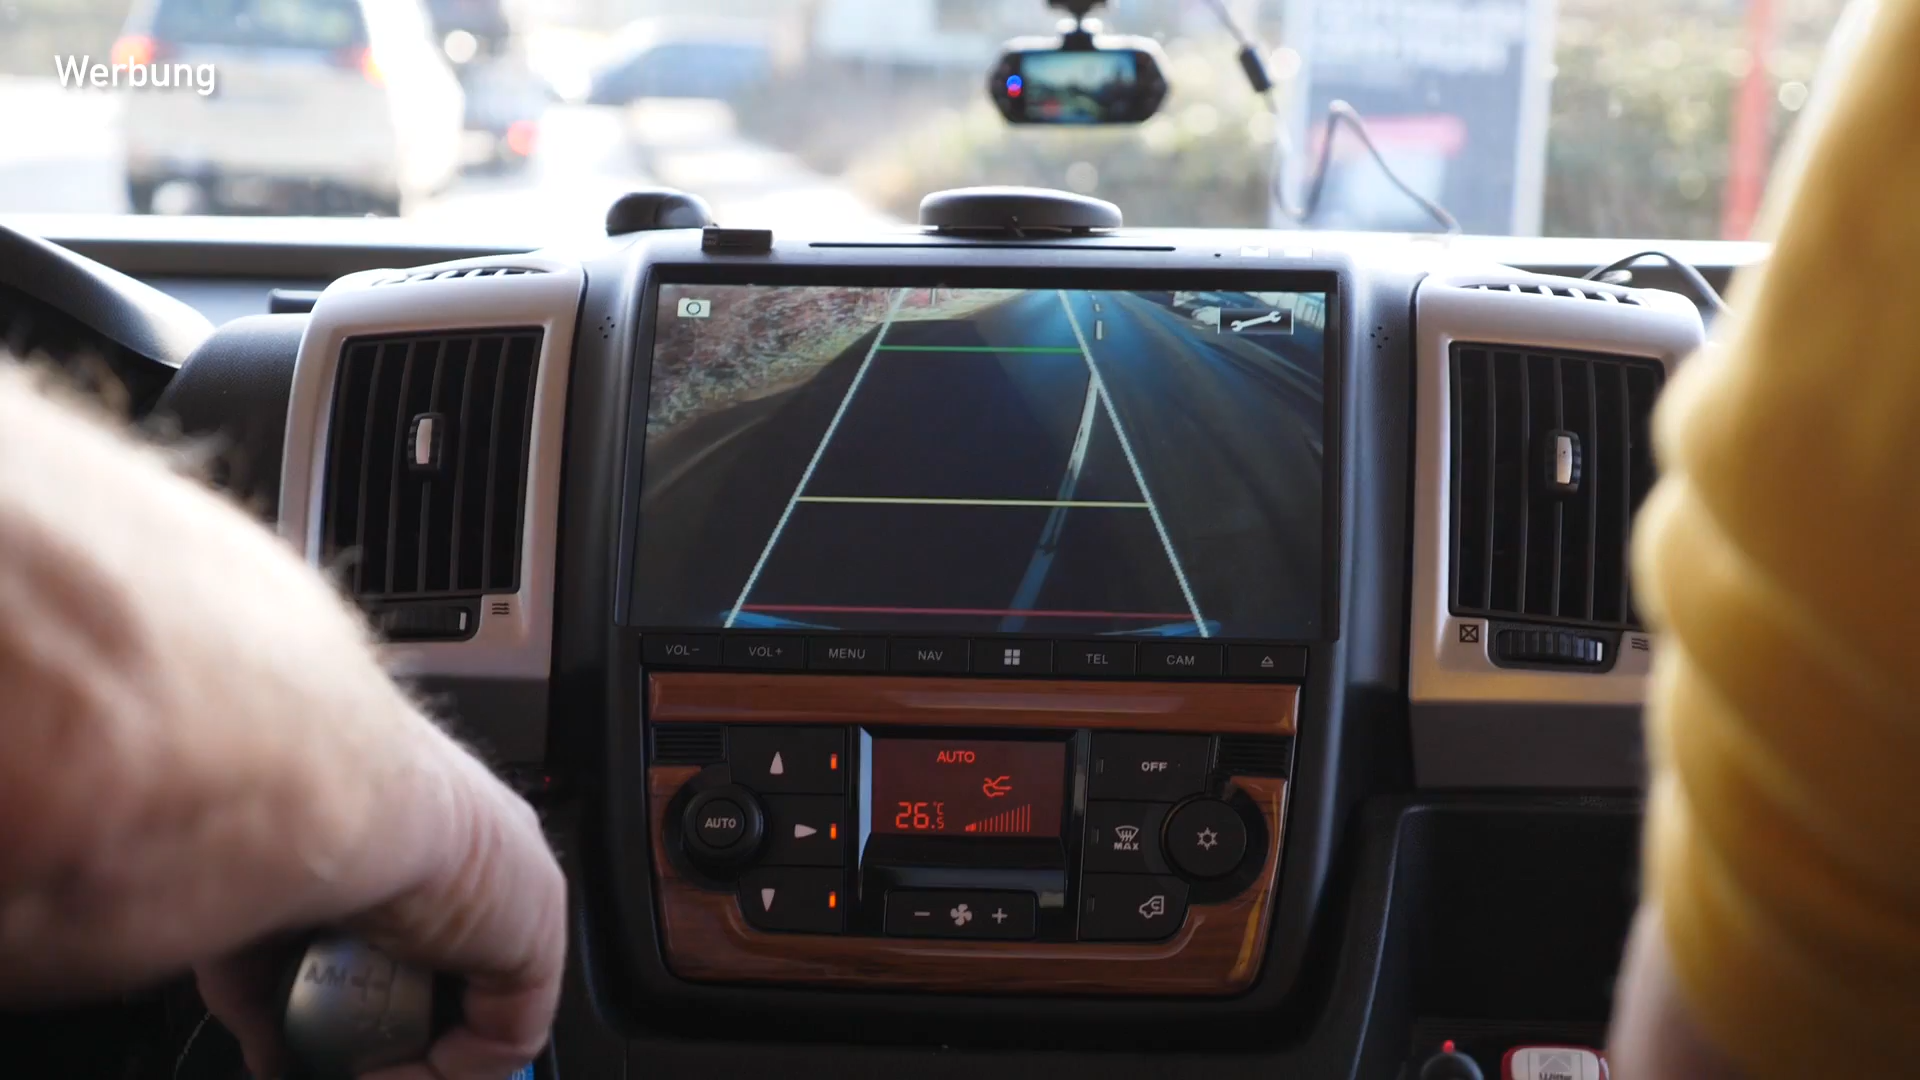 Werbung
VOL-
VOL+
MENU
NAV
TEL
CAM
AUTO
OFF
26.5
°C
AUTO
MAX
A/M